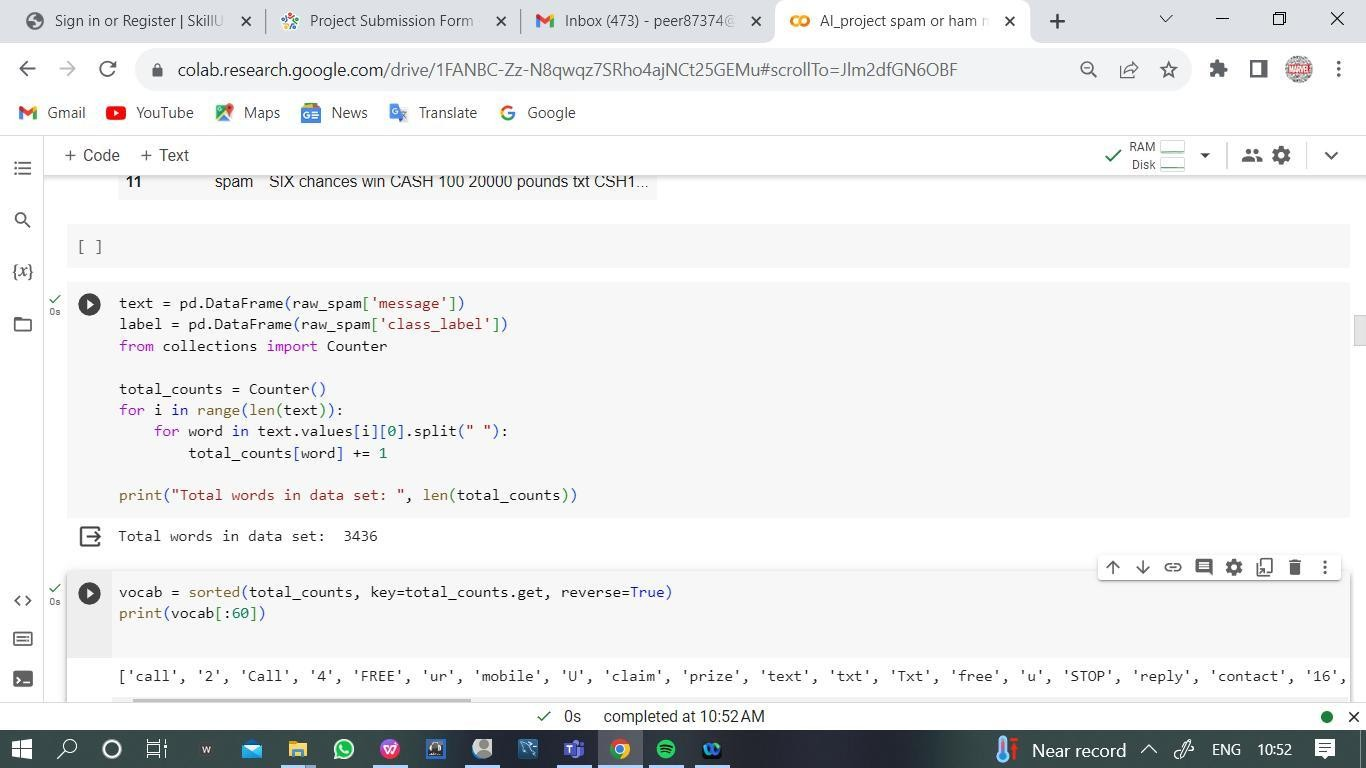 Sign in or Register | SkillU
Project Submission Form
Inbox (473) - peer87374@
AI_project spam or ham n
colab.research.google.com/drive/1FANBC-Zz-N8qwqz7SRho4ajNCt25GEMu#scrollTo=JIm2dfGN6OBF
Gmail YouTube Maps News Translate Google
+ Code + Text
RAM
Disk
11 spam SIX chances win CASH 100 20000 pounds txt CSH1...
[ ]
0s
text = pd.DataFrame(raw_spam['message'])
label = pd.DataFrame(raw_spam['class_label'])
from collections import Counter
total_counts = Counter()
for i in range(len(text)):
for word in text.values[i][0].split(" "):
total_counts[word] += 1
print("Total words in data set: ", len(total_counts))
Total words in data set:  3436
0s
vocab = sorted(total_counts, key=total_counts.get, reverse=True)
print(vocab[:60])
['call', '2', 'Call', '4', 'FREE', 'ur', 'mobile', 'U', 'claim', 'prize', 'text', 'txt', 'Txt', 'free', 'u', 'STOP', 'reply', 'contact', '16',
0s completed at 10:52 AM
Near record
ENG 10:52